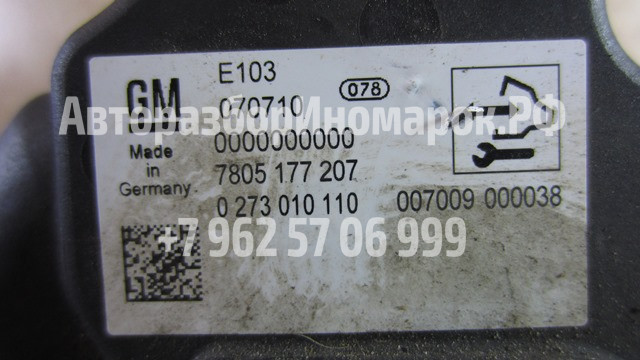 GM
Made
in
Germany
E103
070710
078
0000000000
7805 177 207
0 273 010 110
007009 000038
АвторазборИномарок.РФ
+7 962 57 06 999